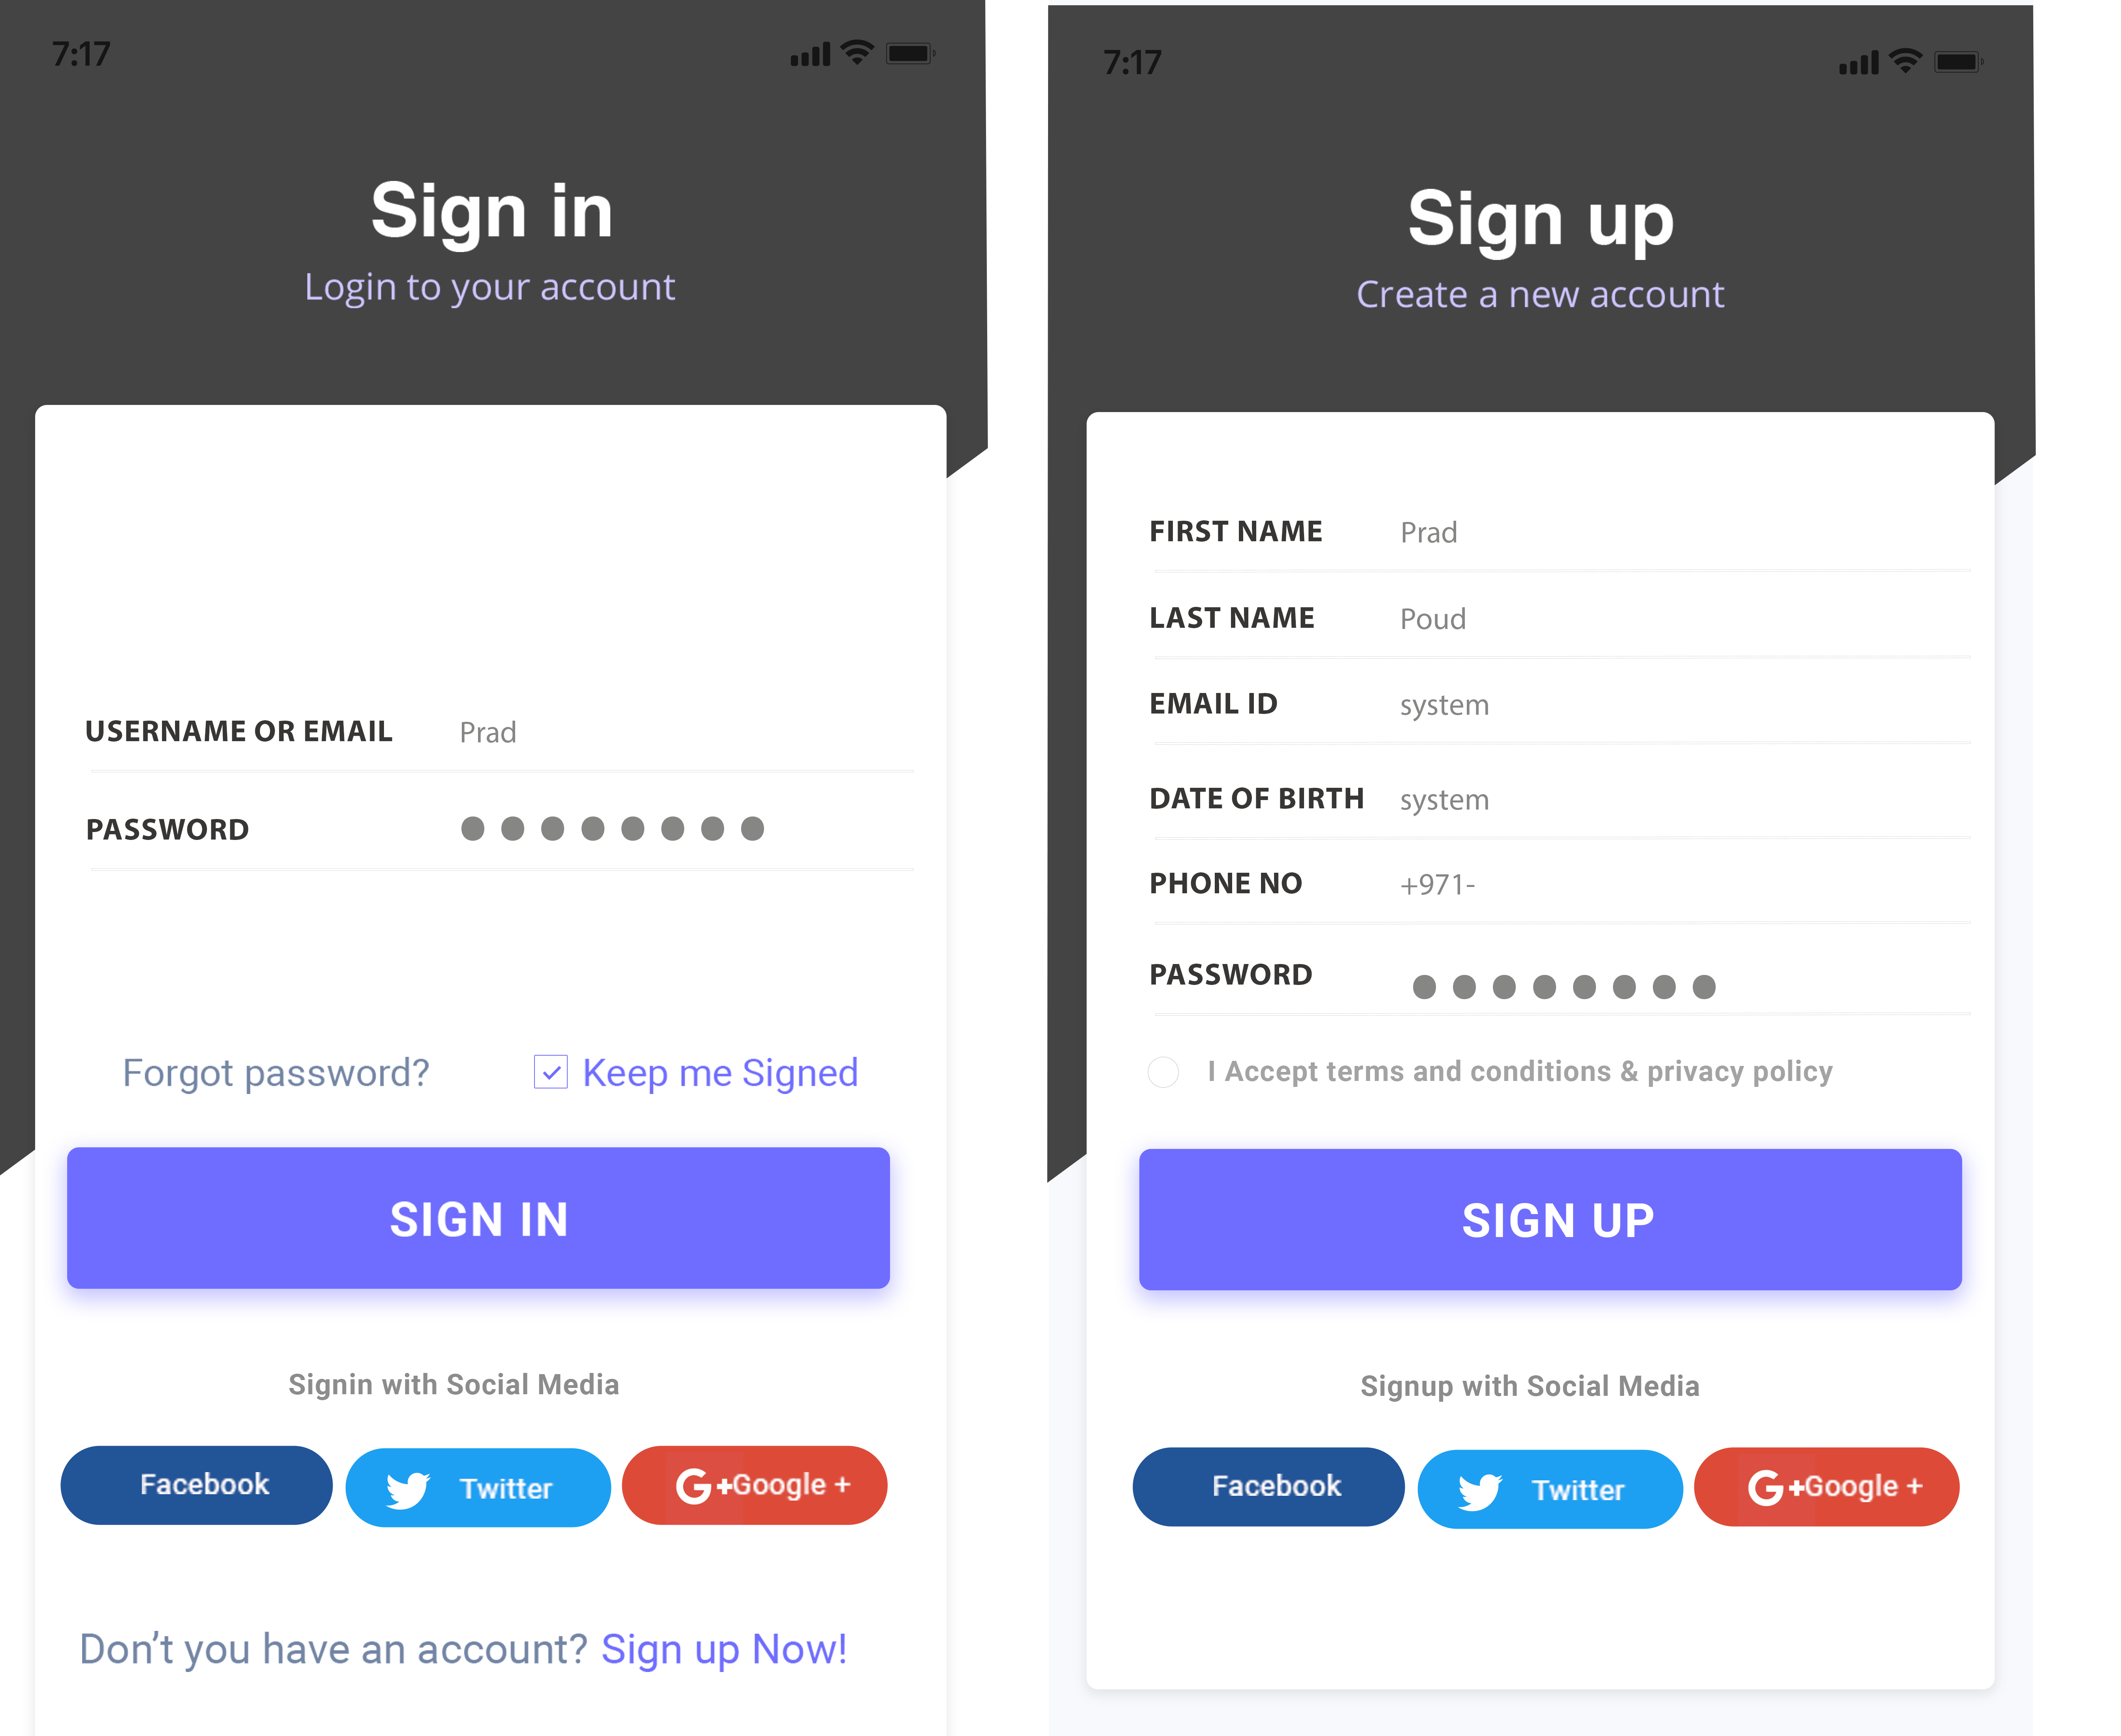 7:17
Sign in
Login to your account
USERNAME OR EMAIL Prad
PASSWORD
Forgot password? Keep me Signed
SIGN IN
Signin with Social Media
Facebook Twitter G+Google +
Don’t you have an account? Sign up Now!
7:17
Sign up
Create a new account
FIRST NAME Prad
LAST NAME Poud
EMAIL ID system
DATE OF BIRTH system
PHONE NO +971-
PASSWORD
I Accept terms and conditions & privacy policy
SIGN UP
Signup with Social Media
Facebook Twitter G+Google +